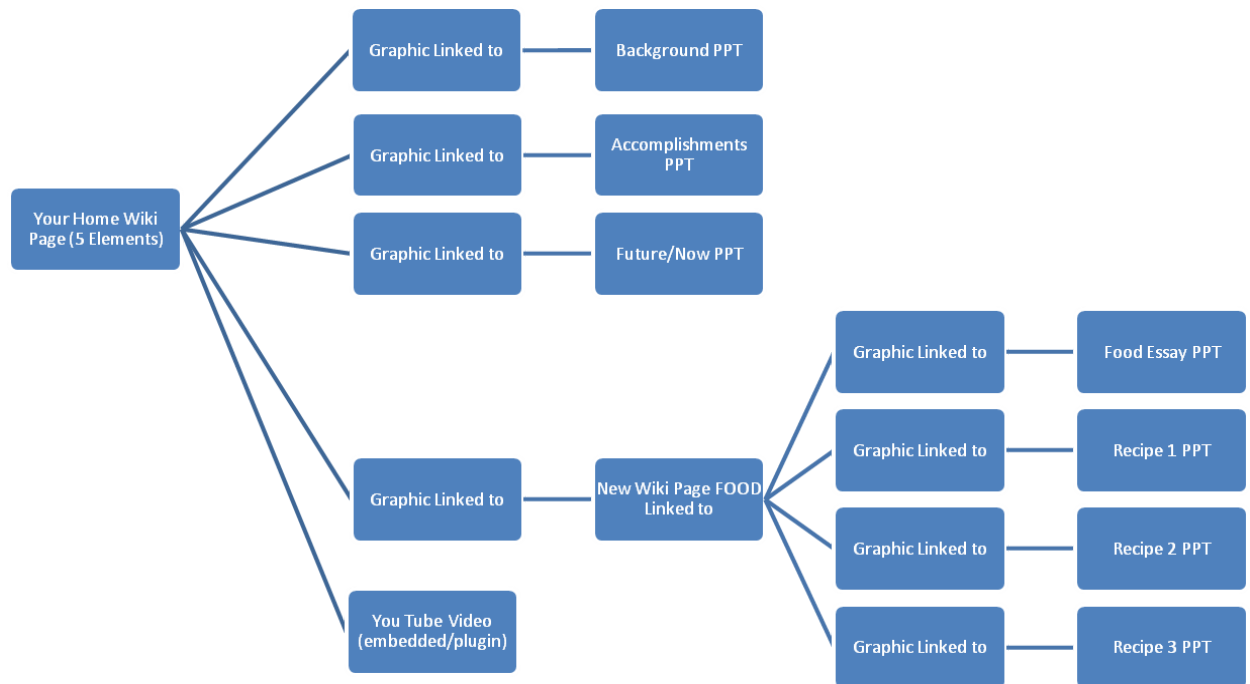 Graphic Linked to
Background PPT
Graphic Linked to
Accomplishments
PPT
Your Home Wiki
Page (5 Elements)
Graphic Linked to
Future/Now PPT
Graphic Linked to
Food Essay PPT
Graphic Linked to
Recipe 1 PPT
Graphic Linked to
New Wiki Page FOOD
Linked to
Graphic Linked to
Recipe 2 PPT
You Tube Video
(embedded/plugin)
Graphic Linked to
Recipe 3 PPT